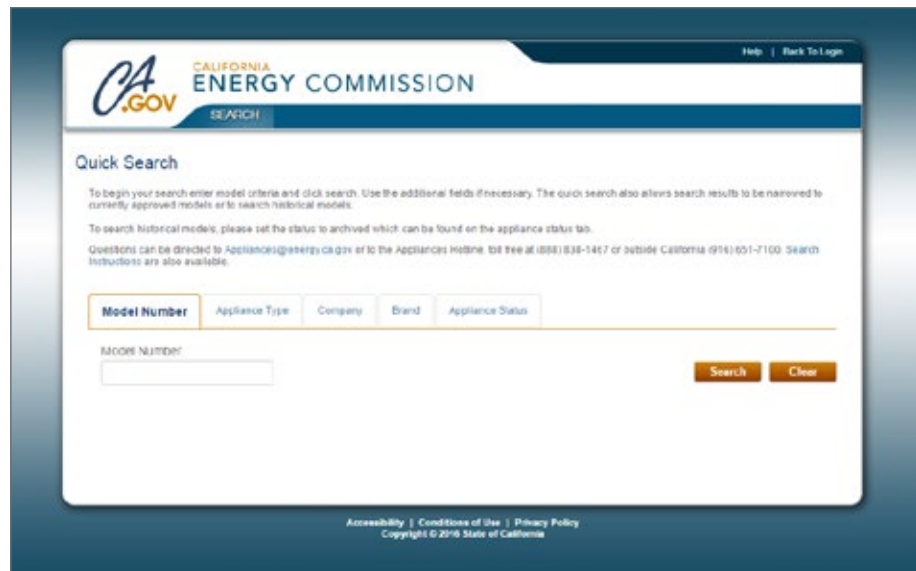 Help | Back To Login
CA
.GOV
CALIFORNIA
ENERGY COMMISSION
SEARCH
Quick Search
To begin your search enter model criteria and click search. Use the additional fields if necessary. The quick search also allows search results to be narrowed to
currently approved models or to search historical models.
To search historical models, please set the status to archived which can be found on the appliance status tab.
Questions can be directed to Appliances@energy.ca.gov or to the Appliances Hotline, toll free at (888) 838-1467 or outside California (916) 651-7100. Search
Instructions are also available.
Model Number Appliance Type Company Brand Appliance Status
Model Number
Search Clear
Accessibility | Conditions of Use | Privacy Policy
Copyright © 2016 State of California